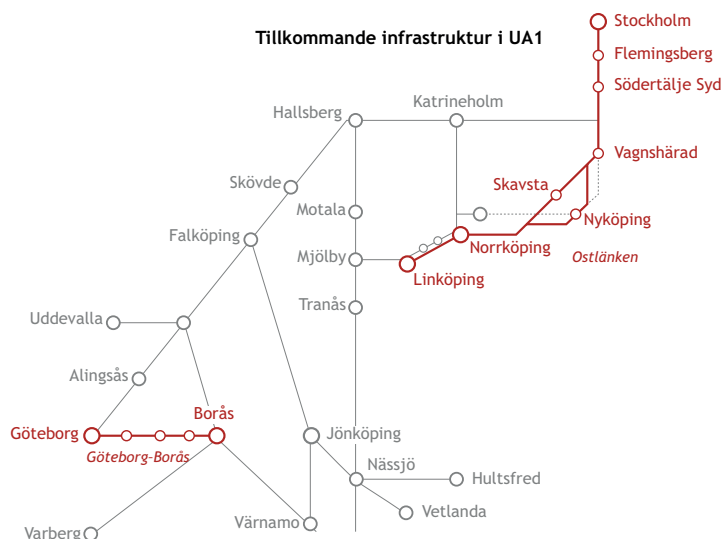 Tillkommande infrastruktur i UA1
Stockholm
Flemingsberg
Södertälje Syd
Katrineholm
Hallsberg
Vagnshärad
Skövde
Skavsta
Motala
Nyköping
Falköping
Norrköping
Mjölby
Ostlänken
Linköping
Tranås
Uddevalla
Alingsås
Borås
Göteborg
Jönköping
Göteborg-Borås
Nässjö
Hultsfred
Vetlanda
Värnamo
Varberg